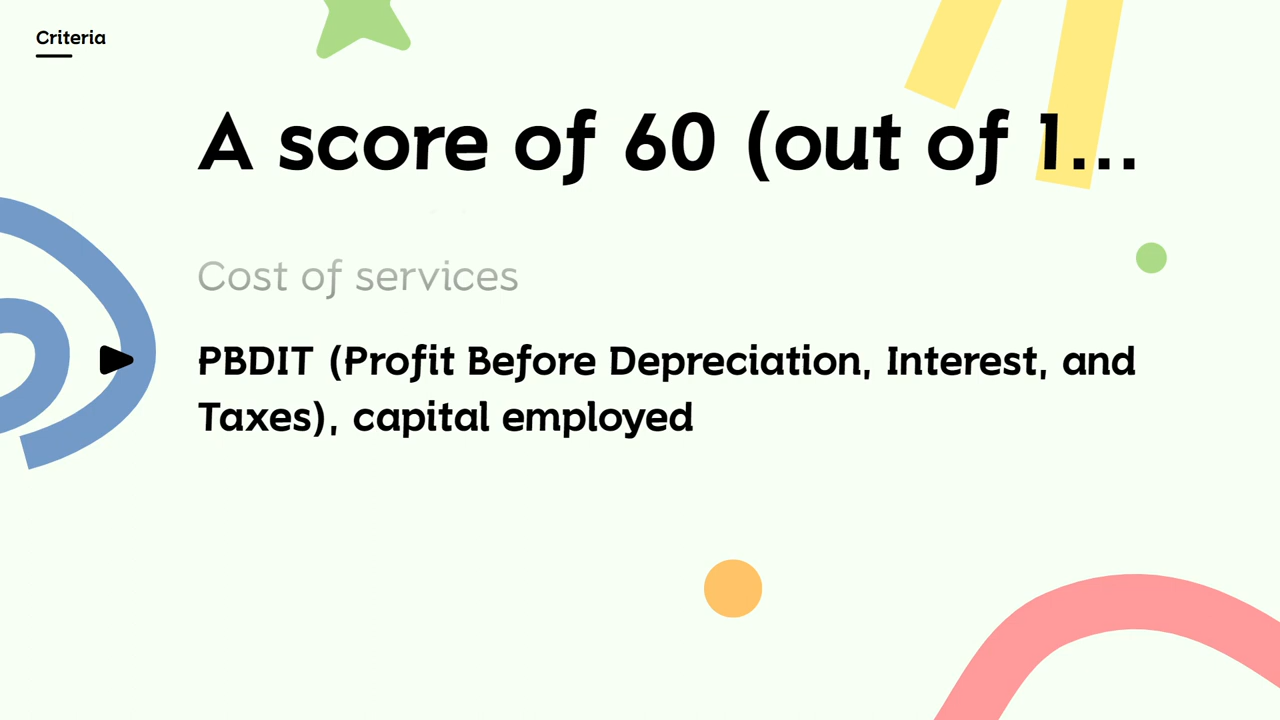 Criteria
A score of 60 (out of 1...
Cost of services
PBDIT (Profit Before Depreciation, Interest, and
Taxes), capital employed